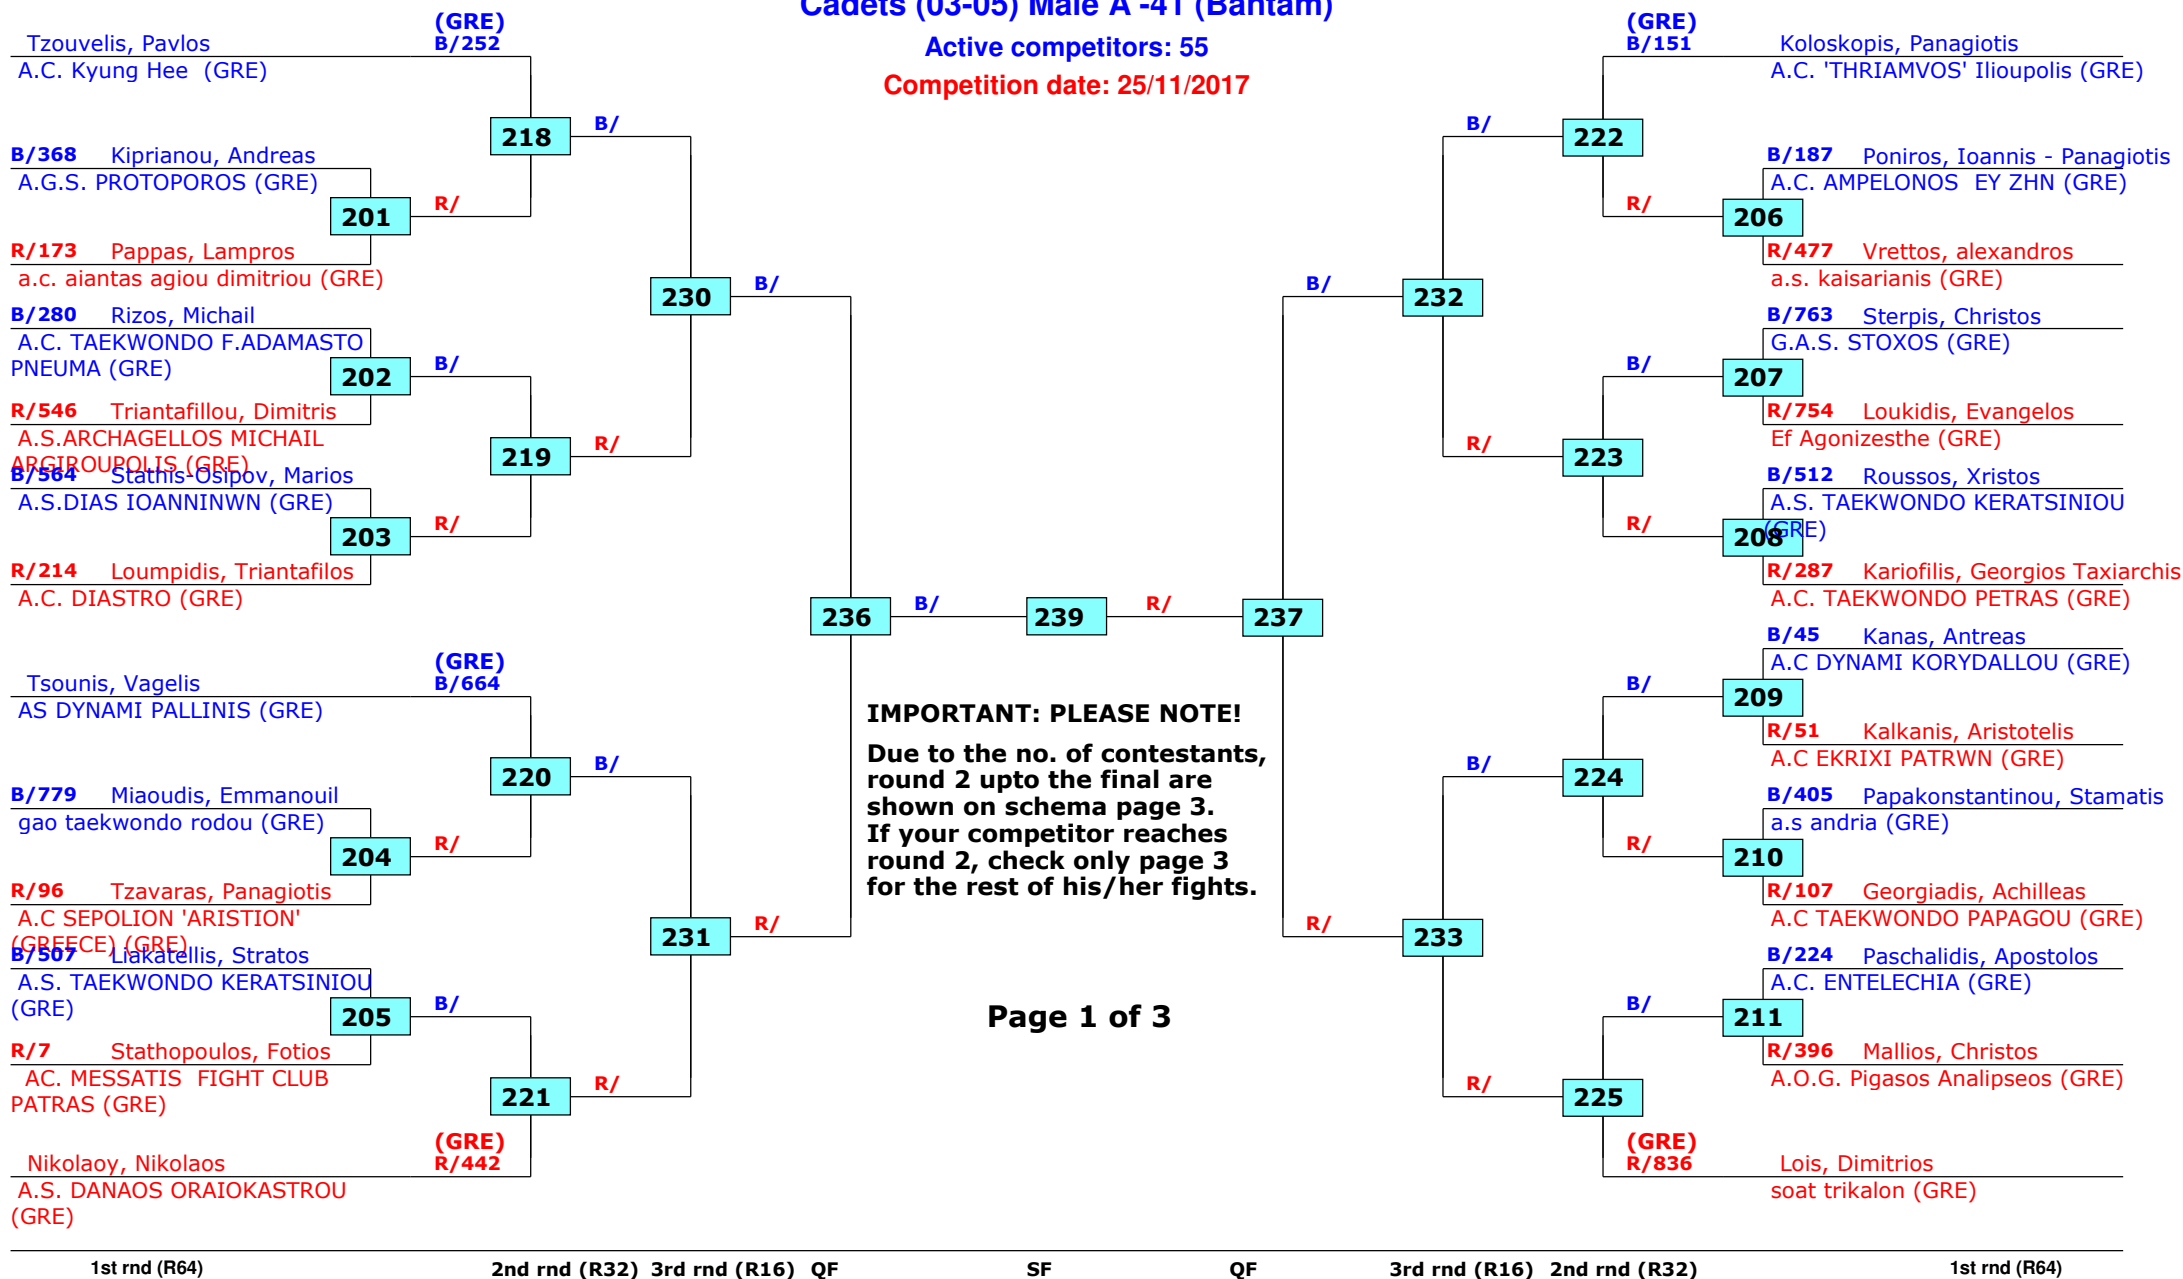 Cadets (03-05) Male A -41 (Bantam)
Active competitors: 55
Competition date: 25/11/2017
(GRE)
Tzouvelis, Pavlos B/252
A.C. Kyung Hee (GRE)
218
B/
B/368 Kiprianou, Andreas
A.G.S. PROTOPOROS (GRE)
201
R/
R/173 Pappas, Lampros
a.c. aiantas agiou dimitriou (GRE)
230
B/
B/280 Rizos, Michail
A.C. TAEKWONDO F.ADAMASTO
PNEUMA (GRE)
202
B/
R/546 Triantafillou, Dimitris
A.S.ARCHAGELLOS MICHAIL
ARGIROUPOLIS (GRE)
219
R/
B/564 Stathis-Osipov, Marios
A.S.DIAS IOANNINWN (GRE)
203
R/
R/214 Loumpidis, Triantafilos
A.C. DIASTRO (GRE)
236
B/
239
R/
237
(GRE)
Tsounis, Vagelis B/664
AS DYNAMI PALLINIS (GRE)
220
B/
B/779 Miaoudis, Emmanouil
gao taekwondo rodou (GRE)
204
R/
R/96 Tzavaras, Panagiotis
A.C SEPOLION 'ARISTION'
(GREECE) (GRE)
231
R/
B/507 Liakatellis, Stratos
A.S. TAEKWONDO KERATSINIOU
(GRE)
205
B/
R/7 Stathopoulos, Fotios
AC. MESSATIS FIGHT CLUB
PATRAS (GRE)
221
R/
(GRE)
Nikolaoy, Nikolaos R/442
A.S. DANAOS ORAIOKASTROU
(GRE)
IMPORTANT: PLEASE NOTE!
Due to the no. of contestants,
round 2 upto the final are
shown on schema page 3.
If your competitor reaches
round 2, check only page 3
for the rest of his/her fights.
Page 1 of 3
(GRE)
B/151 Koloskopis, Panagiotis
A.C. 'THRIAMVOS' Ilioupolis (GRE)
B/
222
B/187 Poniros, Ioannis - Panagiotis
A.C. AMPELONOS EY ZHN (GRE)
R/
206
R/477 Vrettos, alexandros
a.s. kaisarianis (GRE)
B/
232
B/763 Sterpis, Christos
G.A.S. STOXOS (GRE)
B/
207
R/754 Loukidis, Evangelos
Ef Agonizesthe (GRE)
R/
223
B/512 Roussos, Xristos
A.S. TAEKWONDO KERATSINIOU
(GRE)
R/
208
R/287 Kariofilis, Georgios Taxiarchis
A.C. TAEKWONDO PETRAS (GRE)
B/45 Kanas, Antreas
A.C DYNAMI KORYDALLOU (GRE)
B/
209
R/51 Kalkanis, Aristotelis
A.C EKRIXI PATRWN (GRE)
B/
224
B/405 Papakonstantinou, Stamatis
a.s andria (GRE)
R/
210
R/107 Georgiadis, Achilleas
A.C TAEKWONDO PAPAGOU (GRE)
R/
233
B/224 Paschalidis, Apostolos
A.C. ENTELECHIA (GRE)
B/
211
R/396 Mallios, Christos
A.O.G. Pigasos Analipseos (GRE)
R/
225
(GRE)
R/836 Lois, Dimitrios
soat trikalon (GRE)
1st rnd (R64) 2nd rnd (R32) 3rd rnd (R16) QF SF QF 3rd rnd (R16) 2nd rnd (R32) 1st rnd (R64)